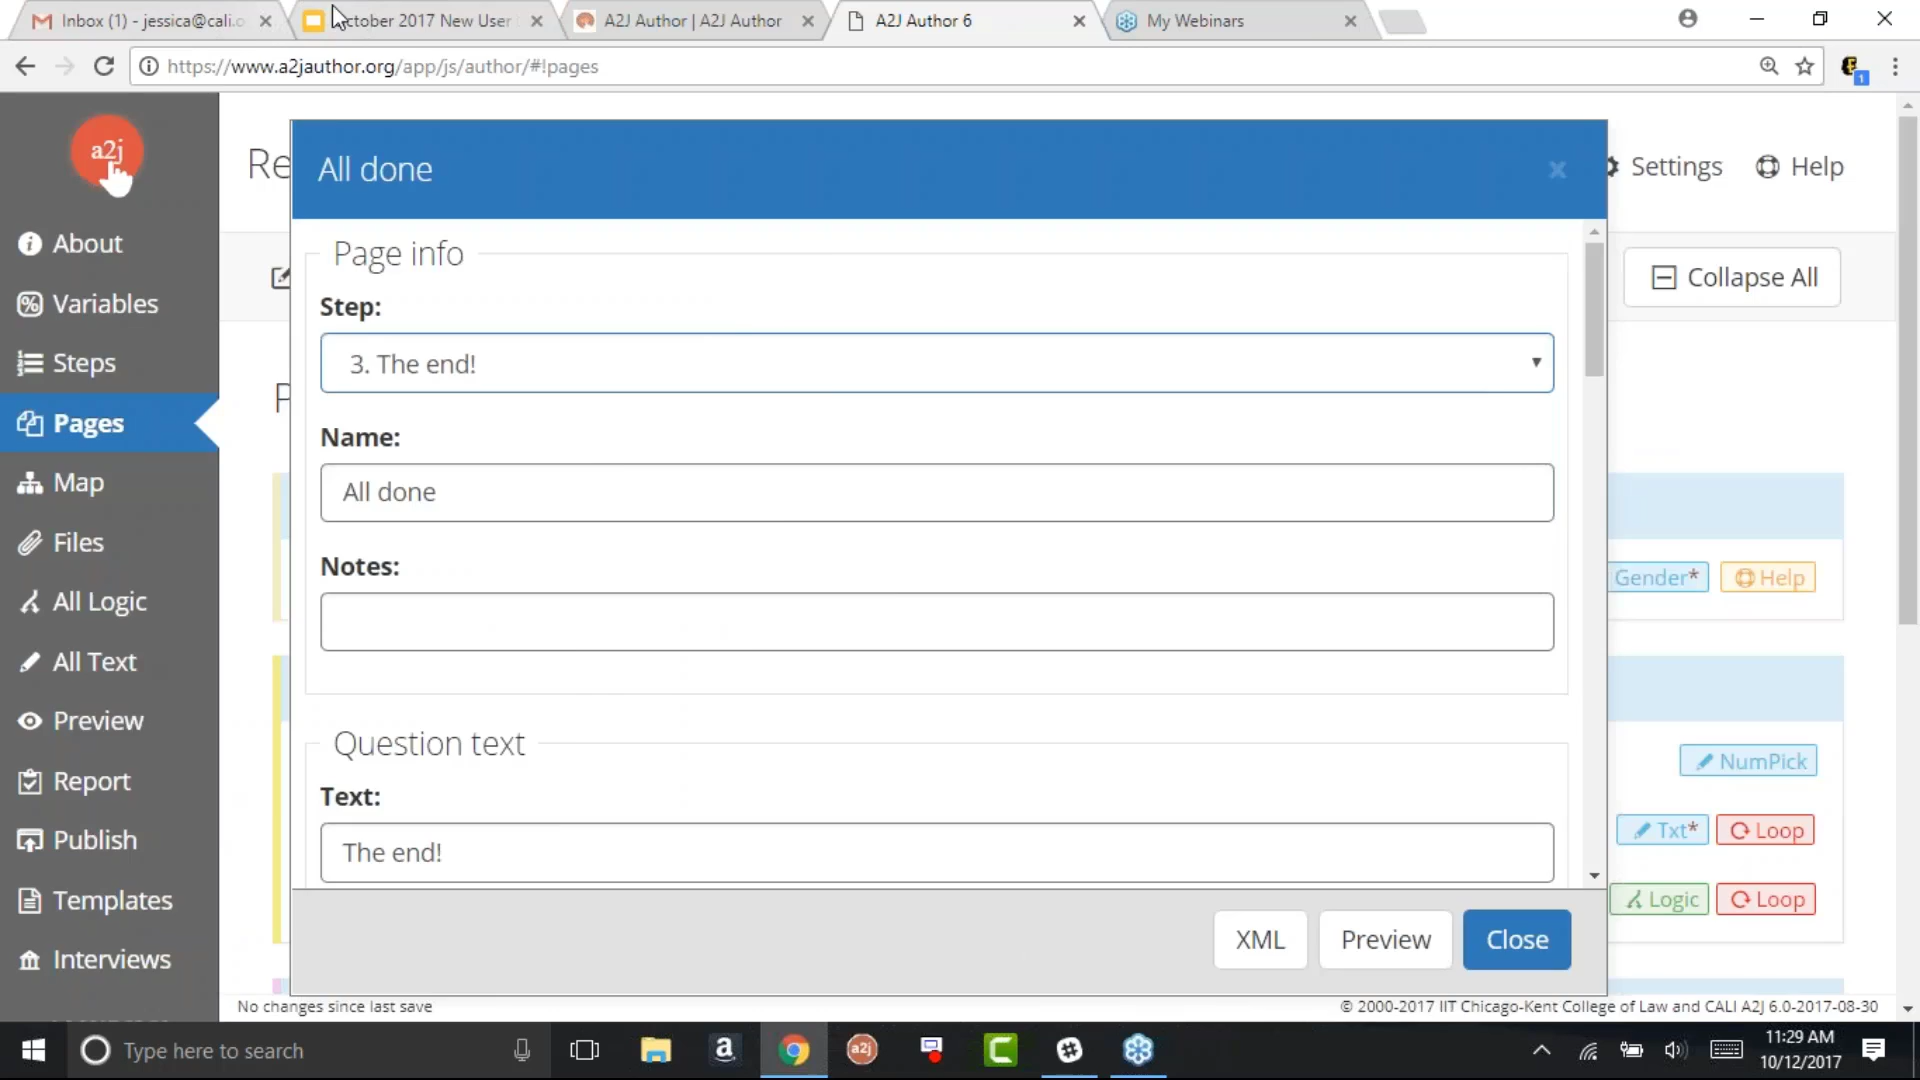 Inbox (1) - jessica@cali.o
October 2017 New User
A2J Author | A2J Author
A2J Author 6
My Webinars
https://www.a2jauthor.org/app/js/author/#!pages
1
a2j
Re
All done
Settings
Help
About
Variables
Steps
Pages
Map
Files
All Logic
All Text
Preview
Report
Publish
Templates
Interviews
Page info
Step:
3. The end!
Name:
All done
Notes:
Question text
Text:
The end!
XML
Preview
Close
Collapse All
P
Gender*
Help
NumPick
Txt*
Loop
Logic
Loop
No changes since last save
© 2000-2017 IIT Chicago-Kent College of Law and CALI A2J 6.0-2017-08-30
Type here to search
a
a2j
C
11:29 AM
10/12/2017